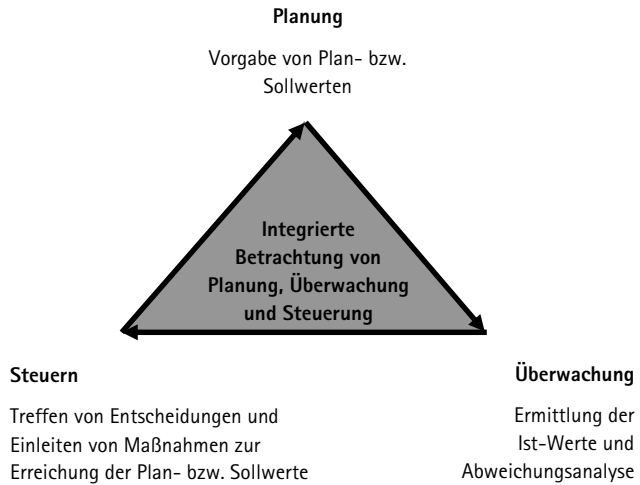 Planung
Vorgabe von Plan- bzw.
Sollwerten
Integrierte
Betrachtung von
Planung, Überwachung
und Steuerung
Steuern
Treffen von Entscheidungen und
Einleiten von Maßnahmen zur
Erreichung der Plan- bzw. Sollwerte
Überwachung
Ermittlung der
Ist-Werte und
Abweichungsanalyse